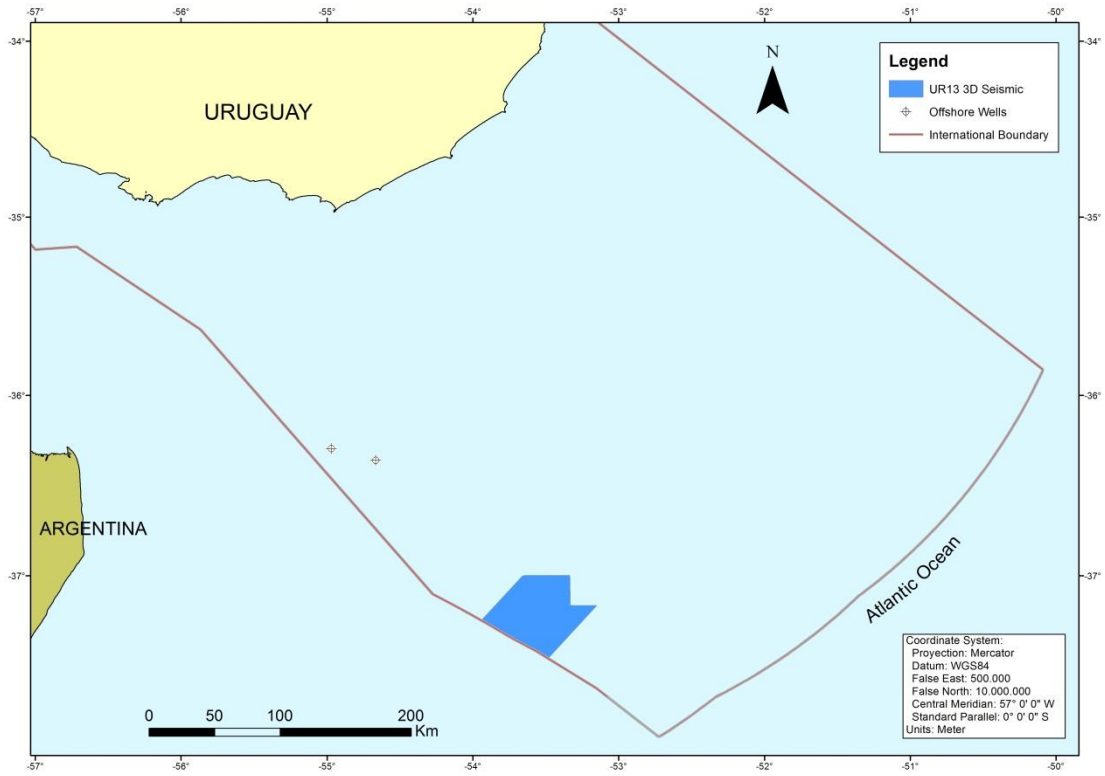 -57° -56° -55° -54° -53° -52° -51° -50°
-34° -34°
N
Legend
UR13 3D Seismic
Offshore Wells
International Boundary
URUGUAY
-35° -35°
-36° -36°
ARGENTINA
-37° -37°
Atlantic Ocean
Coordinate System:
Proyection: Mercator
Datum: WGS84
False East: 500.000
False North: 10.000.000
Central Meridian: 57° 0' 0" W
Standard Parallel: 0° 0' 0" S
Units: Meter
0 50 100 200
Km
-57° -56° -55° -54° -53° -52° -51° -50°